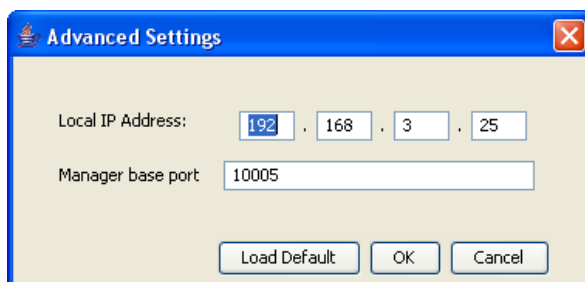 Advanced Settings
Local IP Address: 192 . 168 . 3 . 25
Manager base port 10005
Load Default OK Cancel